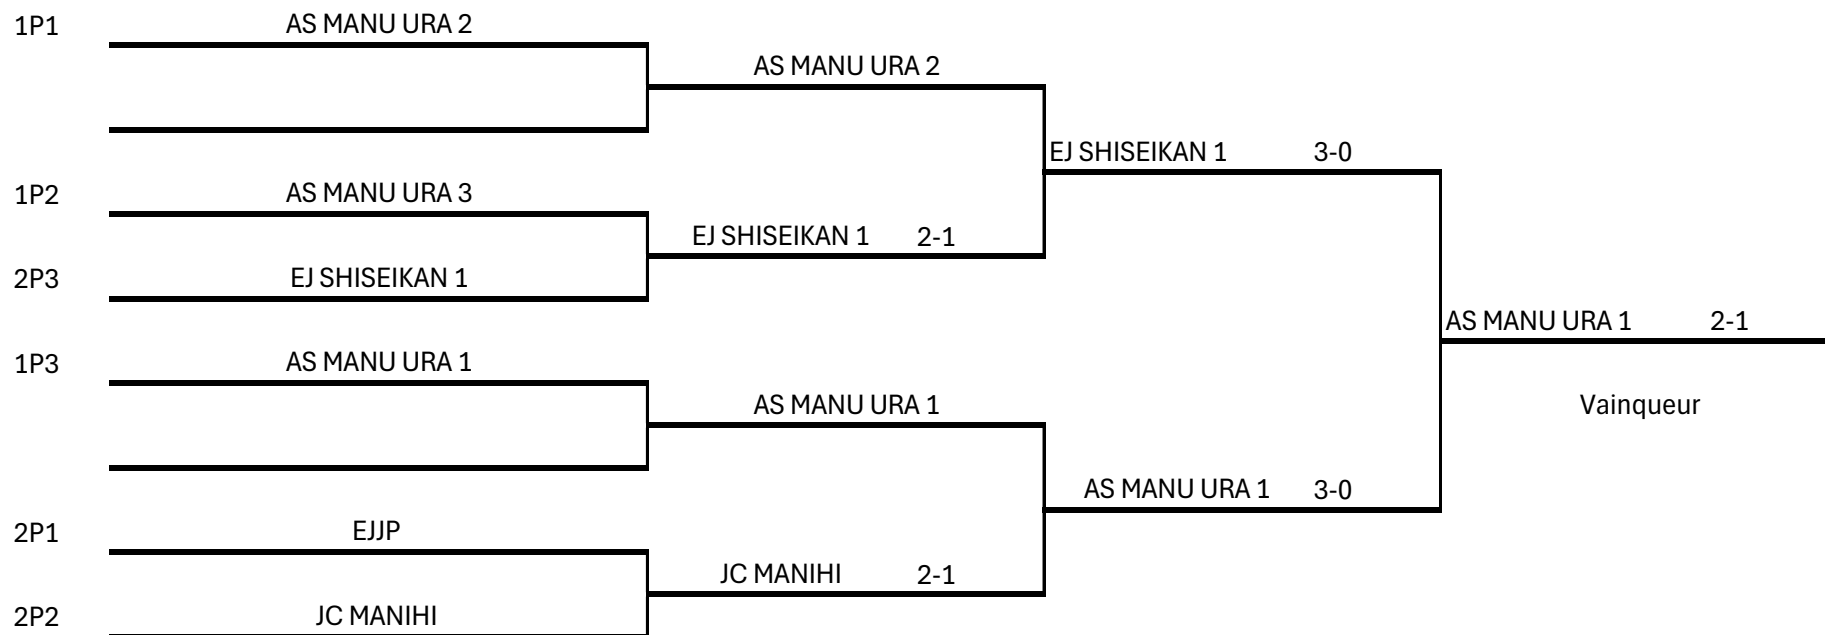 1P1 AS MANU URA 2
AS MANU URA 2
EJ SHISEIKAN 1 3-0
1P2 AS MANU URA 3
EJ SHISEIKAN 1 2-1
2P3 EJ SHISEIKAN 1
AS MANU URA 1 2-1
1P3 AS MANU URA 1
AS MANU URA 1
Vainqueur
AS MANU URA 1 3-0
2P1 EJJP
JC MANIHI 2-1
2P2 JC MANIHI